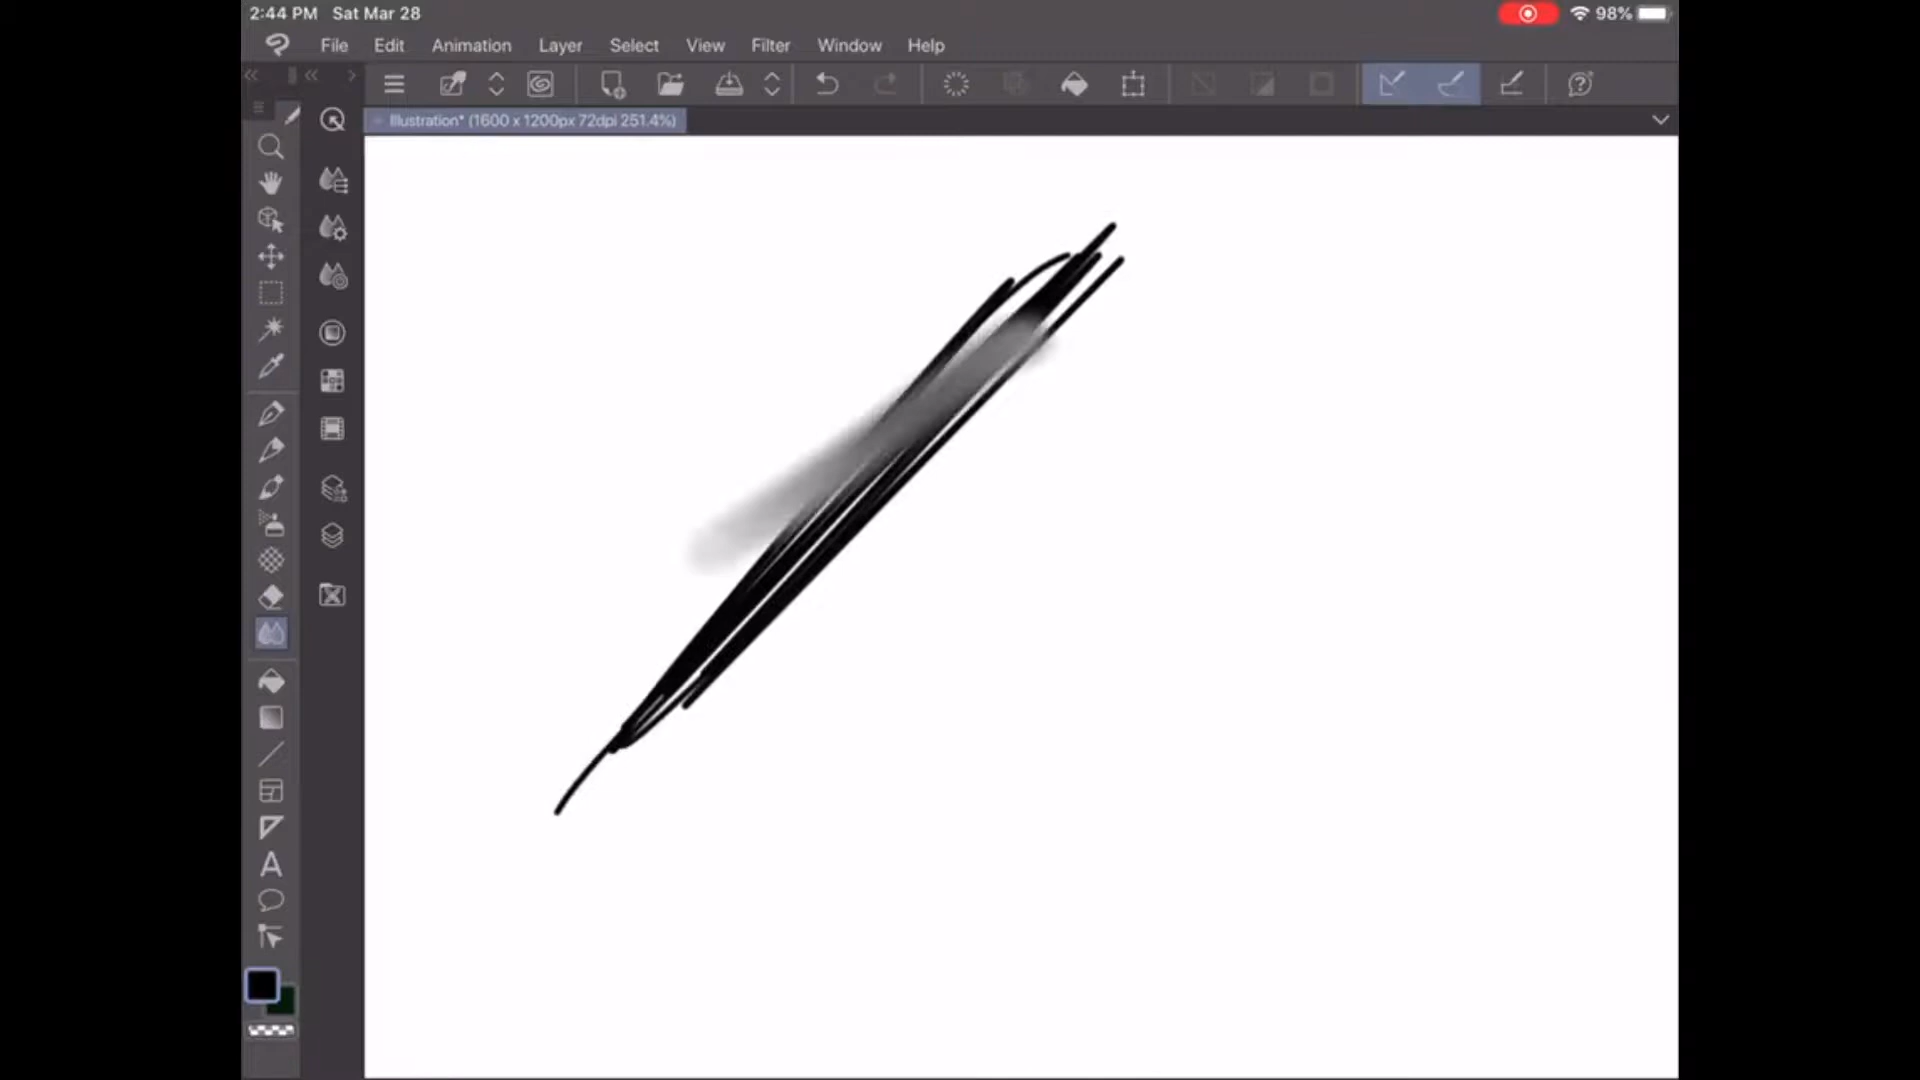 2:44 PM Sat Mar 28 98%
File Edit Animation Layer Select View Filter Window Help
Illustration* (1600 x 1200px 72dpi 251.4%)